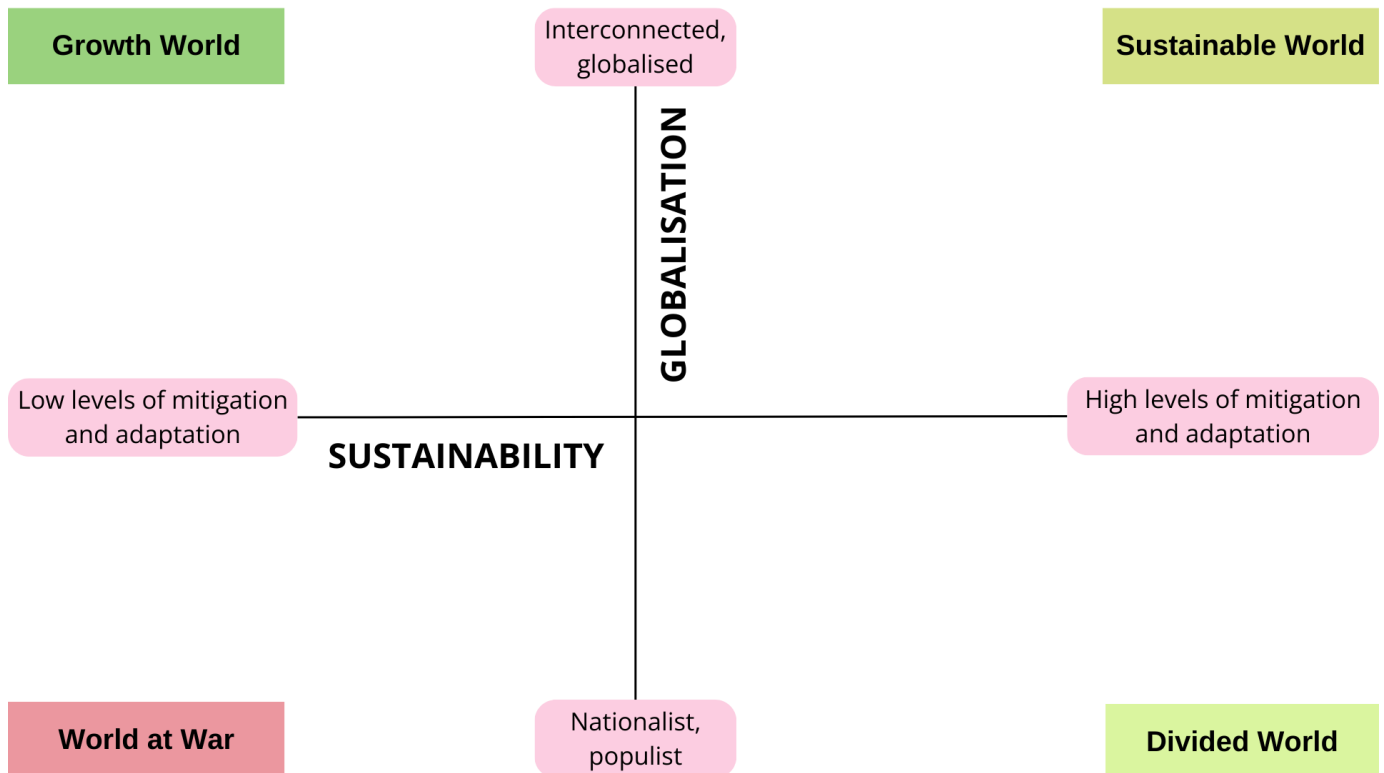 Growth World
Interconnected,
globalised
Sustainable World
GLOBALISATION
Low levels of mitigation
and adaptation
High levels of mitigation
and adaptation
SUSTAINABILITY
World at War
Nationalist,
populist
Divided World